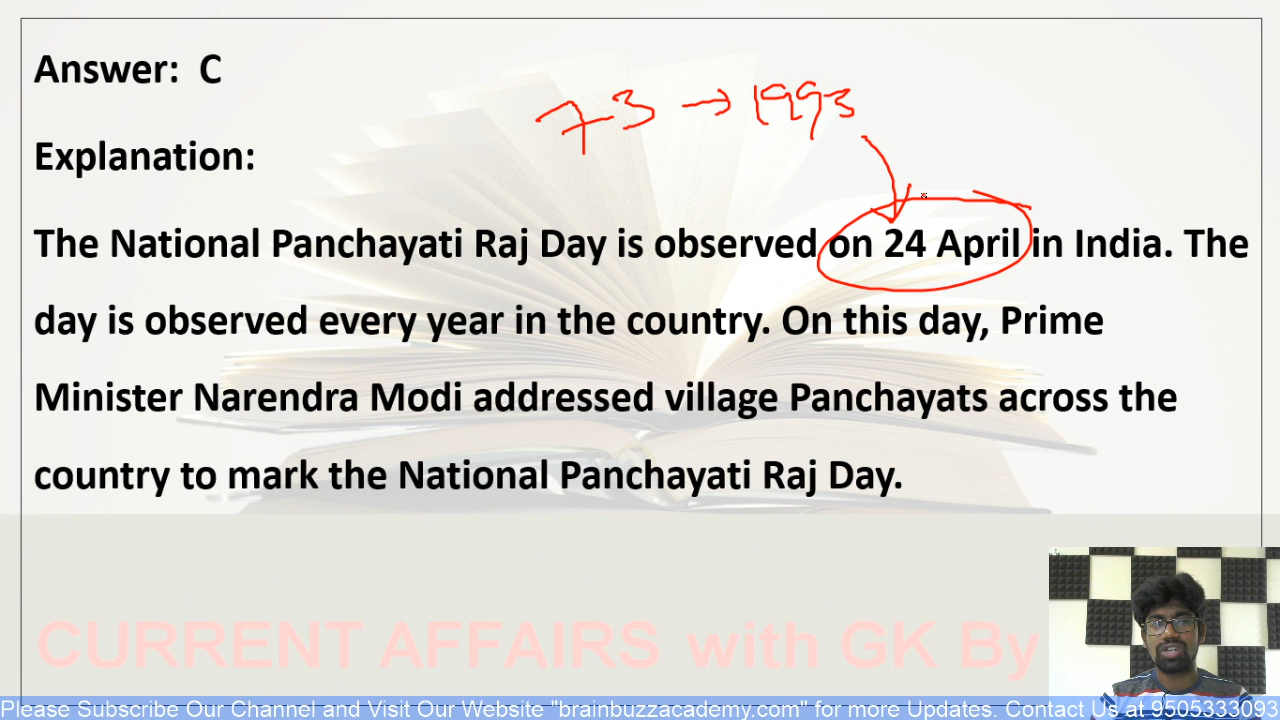 Answer: C
73 → 1993
Explanation:
The National Panchayati Raj Day is observed on 24 April in India. The
day is observed every year in the country. On this day, Prime
Minister Narendra Modi addressed village Panchayats across the
country to mark the National Panchayati Raj Day.
CURRENT AFFAIRS with GK By
Please Subscribe Our Channel and Visit Our Website "brainbuzzacademy.com" for more Updates. Contact Us at 9505333093